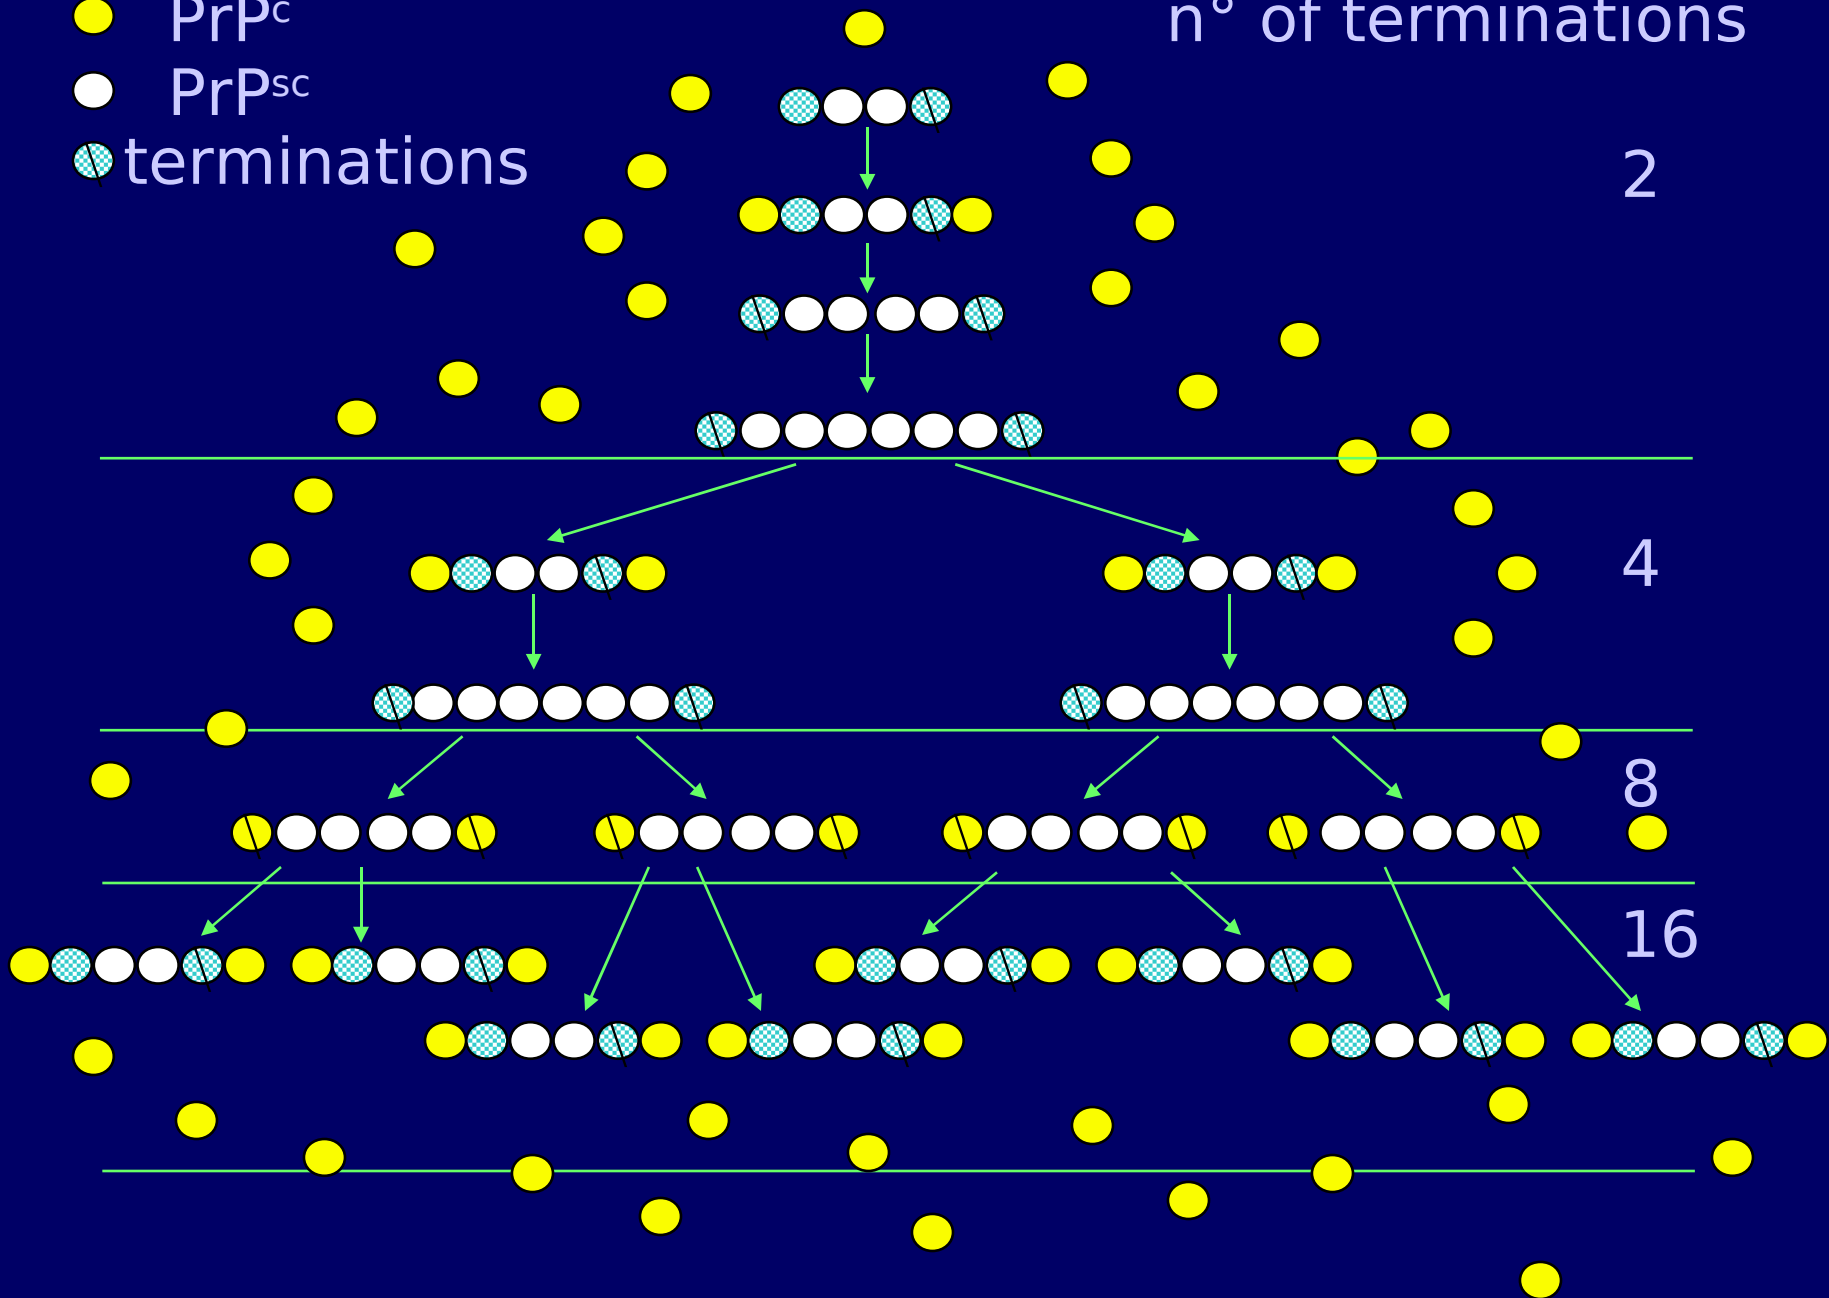 PrPᶜ
n° of terminations
PrPˢᶜ
terminations
2
4
8
16